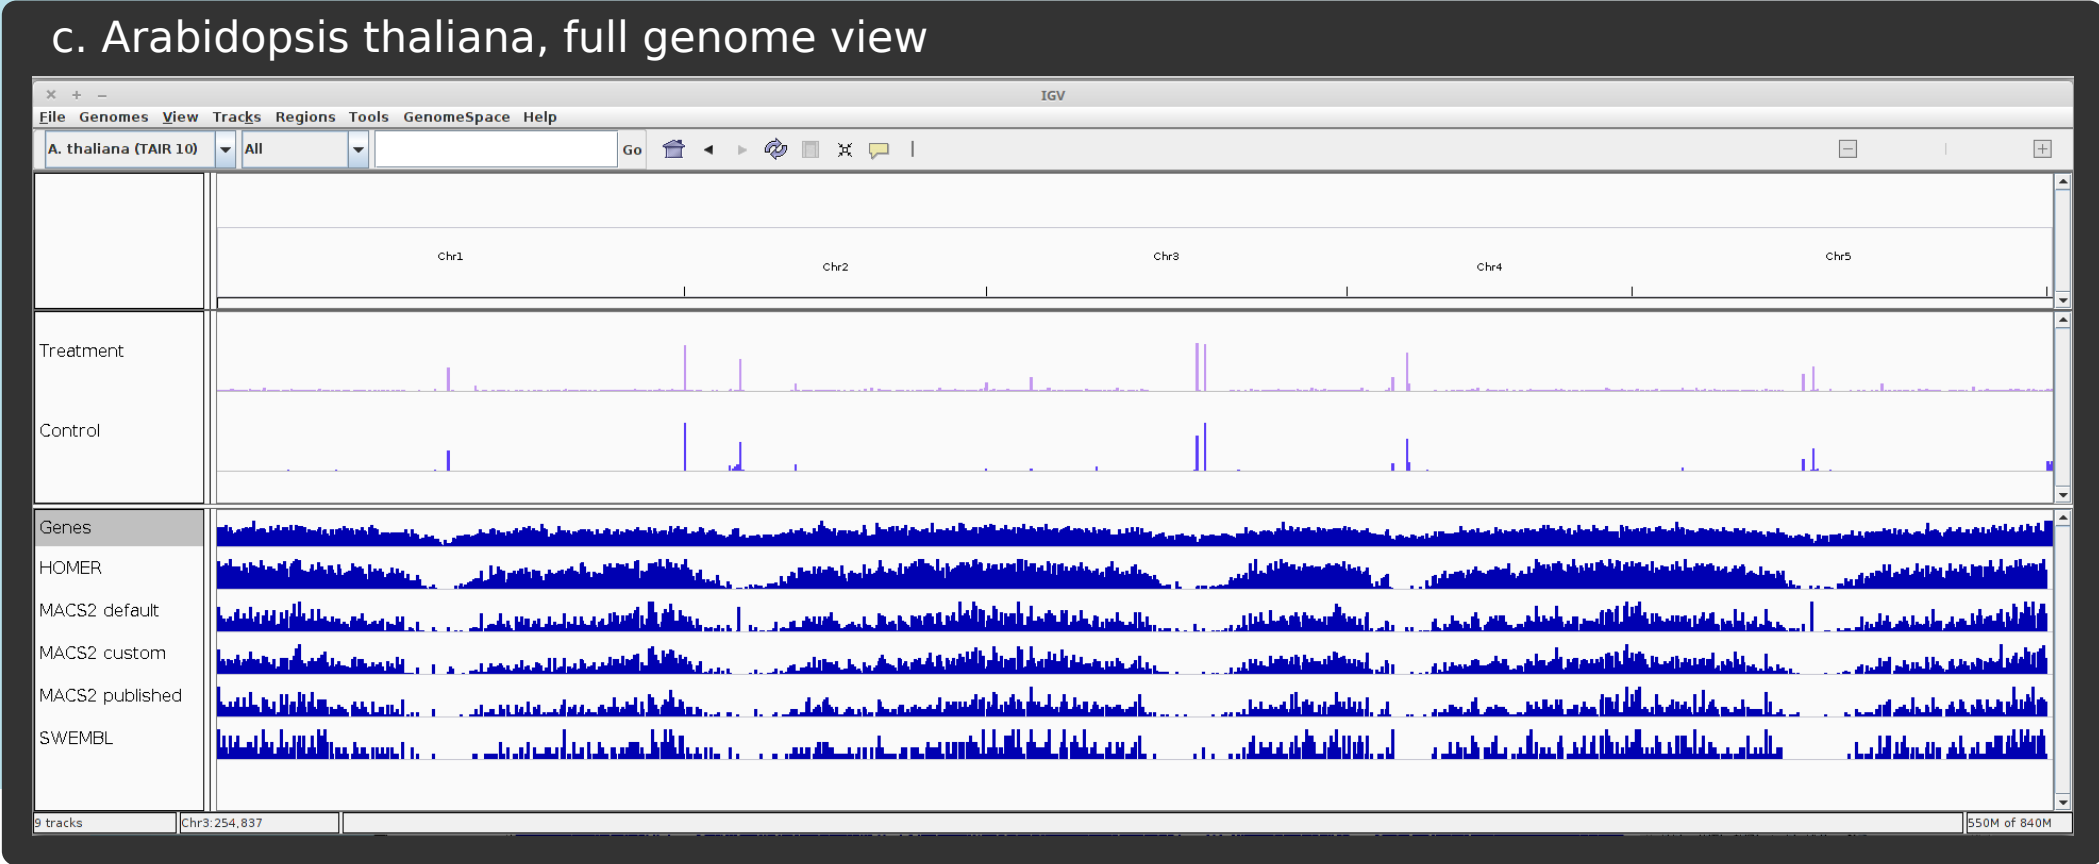 c. Arabidopsis thaliana, full genome view
IGV
File Genomes View Tracks Regions Tools GenomeSpace Help
A. thaliana (TAIR 10) All Go
Chr1 Chr2 Chr3 Chr4 Chr5
Treatment
Control
Genes
HOMER
MACS2 default
MACS2 custom
MACS2 published
SWEMBL
9 tracks Chr3:254,837 550M of 840M